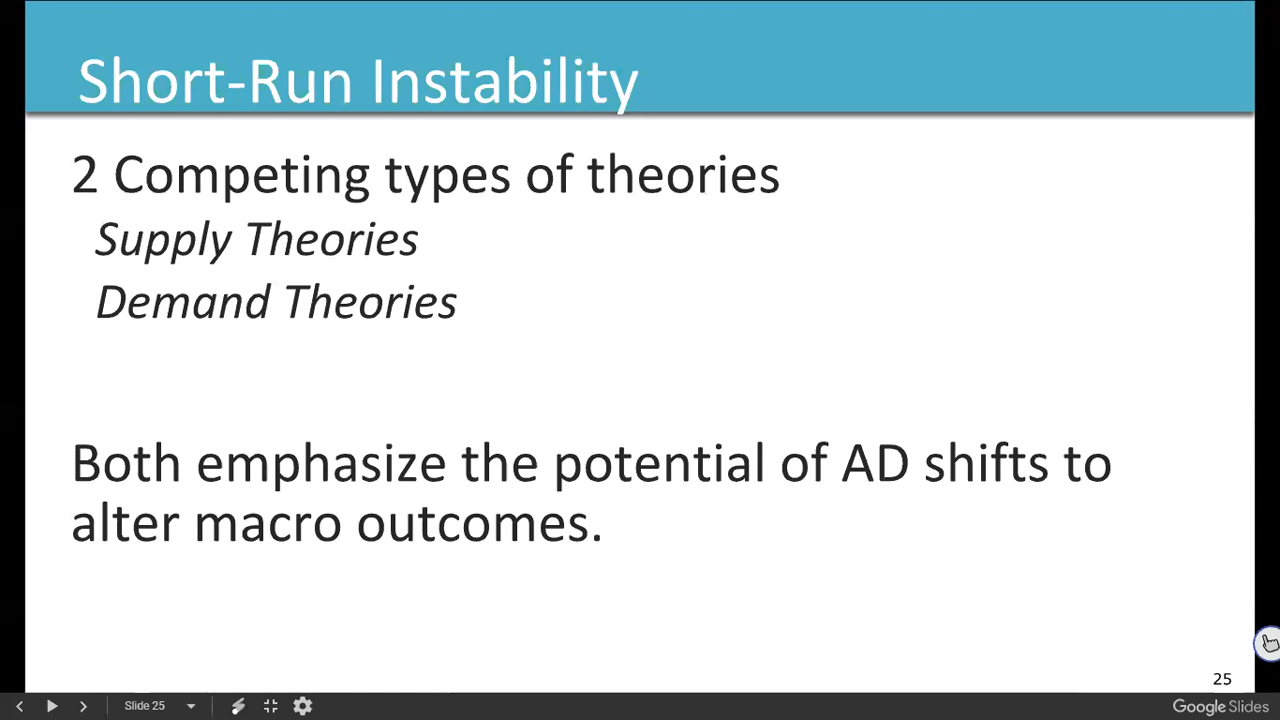 Short-Run Instability
2 Competing types of theories
Supply Theories
Demand Theories
Both emphasize the potential of AD shifts to
alter macro outcomes.
25
Slide 25
Google Slides